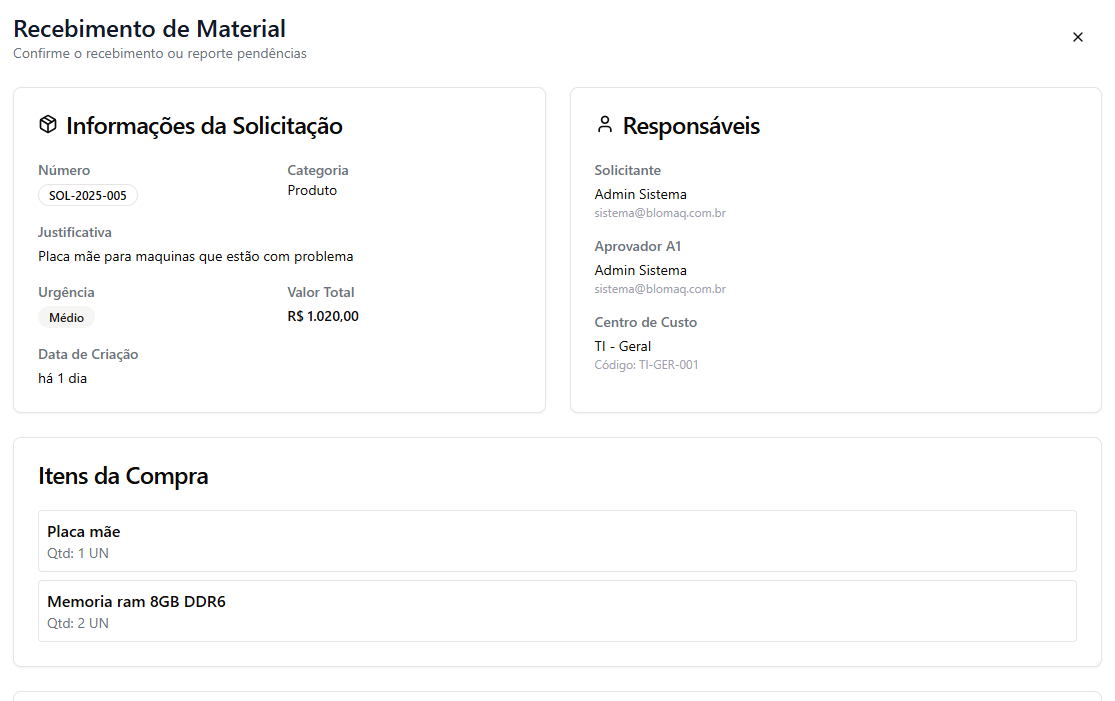 Recebimento de Material
Confirme o recebimento ou reporte pendências
Informações da Solicitação
Número
Categoria
SOL-2025-005
Produto
Justificativa
Placa mãe para maquinas que estão com problema
Urgência
Valor Total
Médio
R$ 1.020,00
Data de Criação
há 1 dia
Responsáveis
Solicitante
Admin Sistema
sistema@blomaq.com.br
Aprovador A1
Admin Sistema
sistema@blomaq.com.br
Centro de Custo
TI - Geral
Código: TI-GER-001
Itens da Compra
Placa mãe
Qtd: 1 UN
Memoria ram 8GB DDR6
Qtd: 2 UN